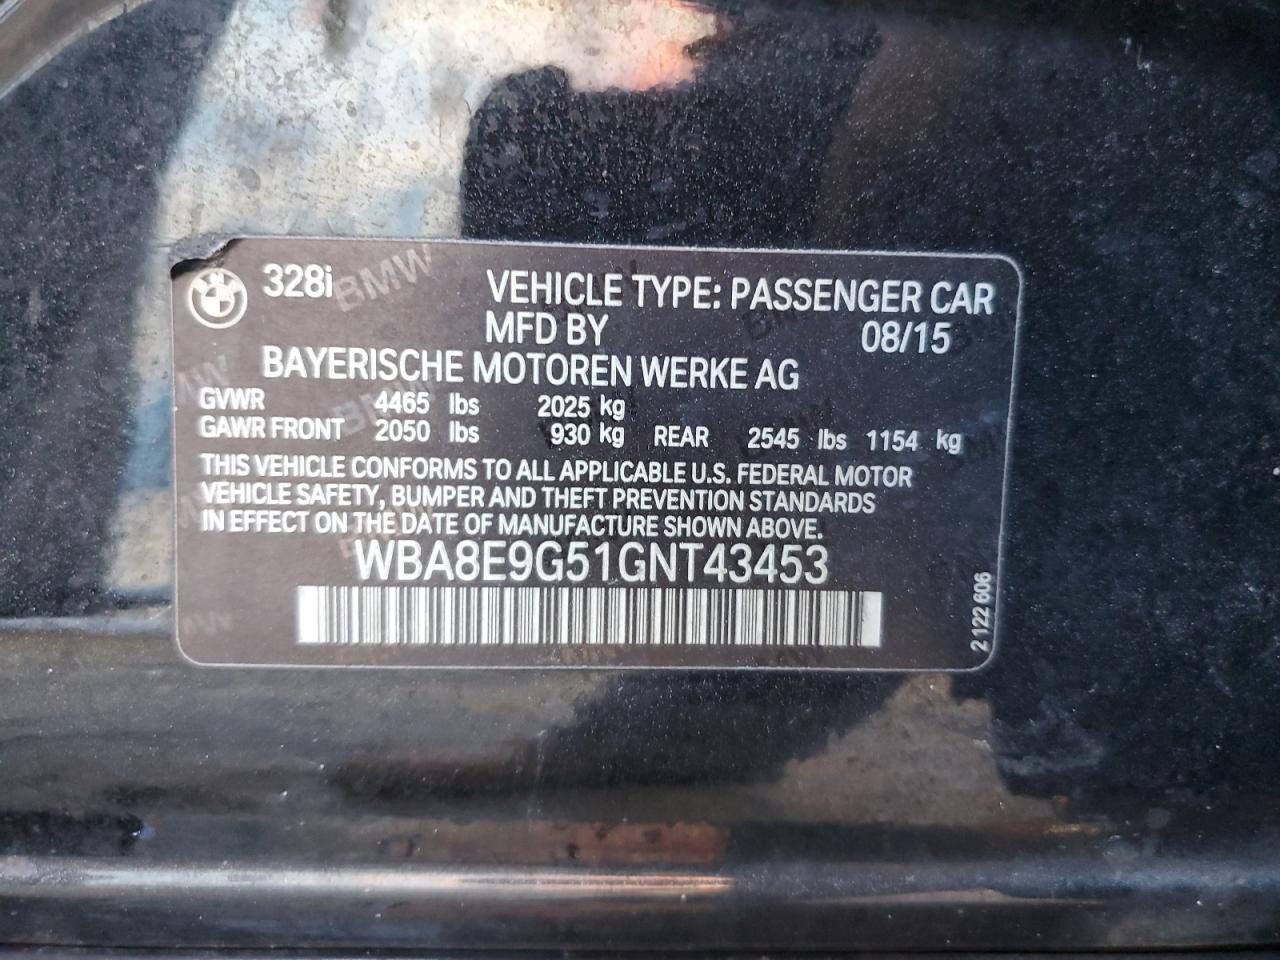 328i VEHICLE TYPE: PASSENGER CAR
MFD BY 08/15
BAYERISCHE MOTOREN WERKE AG
GVWR 4465 lbs 2025 kg
GAWR FRONT 2050 lbs 930 kg REAR 2545 lbs 1154 kg
THIS VEHICLE CONFORMS TO ALL APPLICABLE U.S. FEDERAL MOTOR
VEHICLE SAFETY, BUMPER AND THEFT PREVENTION STANDARDS
IN EFFECT ON THE DATE OF MANUFACTURE SHOWN ABOVE.
WBA8E9G51GNT43453
2 122 606
BMW